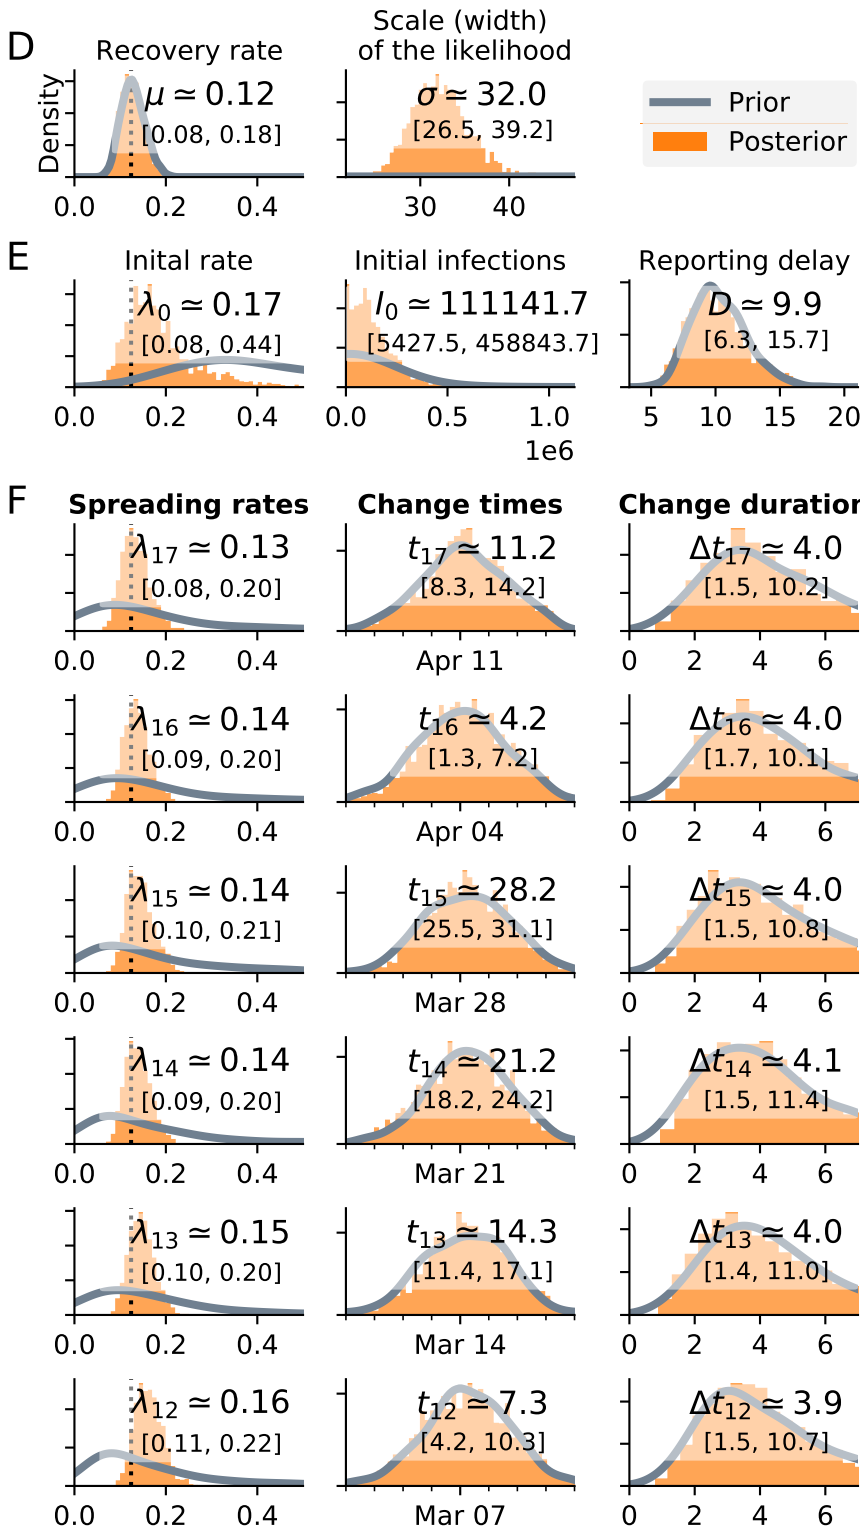 D
Recovery rate
Scale (width)
of the likelihood
Density
μ ≃ 0.12
[0.08, 0.18]
0.0 0.2 0.4
σ ≃ 32.0
[26.5, 39.2]
30 40
Prior
Posterior
E
Inital rate
λ0 ≃ 0.17
[0.08, 0.44]
0.0 0.2 0.4
Initial infections
I0 ≃ 111141.7
[5427.5, 458843.7]
0.0 0.5 1.0
1e6
Reporting delay
D ≃ 9.9
[6.3, 15.7]
5 10 15 20
F
Spreading rates
Change times
Change duration
λ17 ≃ 0.13
[0.08, 0.20]
0.0 0.2 0.4
t17 ≃ 11.2
[8.3, 14.2]
Apr 11
Δt17 ≃ 4.0
[1.5, 10.2]
0 2 4 6
λ16 ≃ 0.14
[0.09, 0.20]
0.0 0.2 0.4
t16 ≃ 4.2
[1.3, 7.2]
Apr 04
Δt16 ≃ 4.0
[1.7, 10.1]
0 2 4 6
λ15 ≃ 0.14
[0.10, 0.21]
0.0 0.2 0.4
t15 ≃ 28.2
[25.5, 31.1]
Mar 28
Δt15 ≃ 4.0
[1.5, 10.8]
0 2 4 6
λ14 ≃ 0.14
[0.09, 0.20]
0.0 0.2 0.4
t14 ≃ 21.2
[18.2, 24.2]
Mar 21
Δt14 ≃ 4.1
[1.5, 11.4]
0 2 4 6
λ13 ≃ 0.15
[0.10, 0.20]
0.0 0.2 0.4
t13 ≃ 14.3
[11.4, 17.1]
Mar 14
Δt13 ≃ 4.0
[1.4, 11.0]
0 2 4 6
λ12 ≃ 0.16
[0.11, 0.22]
0.0 0.2 0.4
t12 ≃ 7.3
[4.2, 10.3]
Mar 07
Δt12 ≃ 3.9
[1.5, 10.7]
0 2 4 6